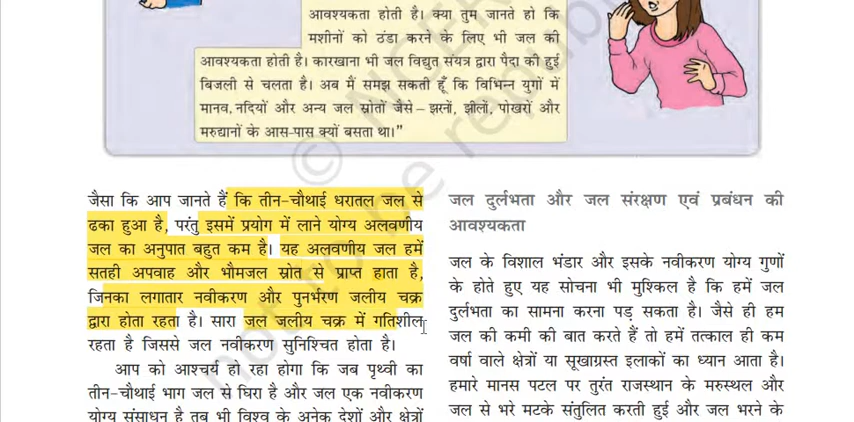 आवश्यकता होती है। क्या तुम जानते हो कि
मशीनों को ठंडा करने के लिए भी जल की
आवश्यकता होती है। कारखाना भी जल विद्युत संयत्र द्वारा पैदा की हुई
बिजली से चलता है। अब मैं समझ सकती हूँ कि विभिन्न युगों में
मानव, नदियों और अन्य जल स्रोतों जैसे – झरनों, झीलों, पोखरों और
मरुद्यानों के आस-पास क्यों बसता था।”
जैसा कि आप जानते हैं कि तीन-चौथाई धरातल जल से
ढका हुआ है, परंतु इसमें प्रयोग में लाने योग्य अलवणीय
जल का अनुपात बहुत कम है। यह अलवणीय जल हमें
सतही अपवाह और भौमजल स्रोत से प्राप्त होता है,
जिनका लगातार नवीकरण और पुनर्भरण जलीय चक्र
द्वारा होता रहता है। सारा जल जलीय चक्र में गतिशील
रहता है जिससे जल नवीकरण सुनिश्चित होता है।
आप को आश्चर्य हो रहा होगा कि जब पृथ्वी का
तीन-चौथाई भाग जल से घिरा है और जल एक नवीकरण
योग्य संसाधन है तब भी विश्व के अनेक देशों और क्षेत्रों
जल दुर्लभता और जल संरक्षण एवं प्रबंधन की
आवश्यकता
जल के विशाल भंडार और इसके नवीकरण योग्य गुणों
के होते हुए यह सोचना भी मुश्किल है कि हमें जल
दुर्लभता का सामना करना पड़ सकता है। जैसे ही हम
जल की कमी की बात करते हैं तो हमें तत्काल ही कम
वर्षा वाले क्षेत्रों या सूखाग्रस्त इलाकों का ध्यान आता है।
हमारे मानस पटल पर तुरंत राजस्थान के मरुस्थल और
जल से भरे मटके संतुलित करती हुई और जल भरने के
© NCER
not to be republ